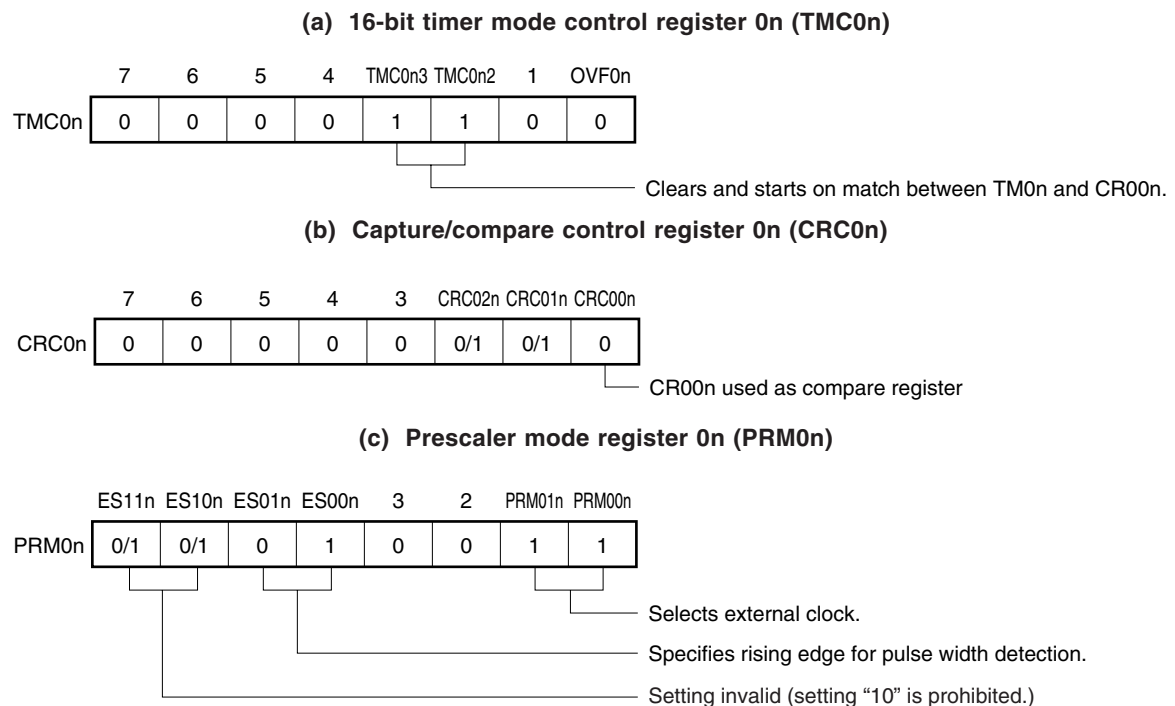 (a) 16-bit timer mode control register 0n (TMC0n)
7 6 5 4 TMC0n3 TMC0n2 1 OVF0n
TMC0n 0 0 0 0 1 1 0 0
Clears and starts on match between TM0n and CR00n.
(b) Capture/compare control register 0n (CRC0n)
7 6 5 4 3 CRC02n CRC01n CRC00n
CRC0n 0 0 0 0 0 0/1 0/1 0
CR00n used as compare register
(c) Prescaler mode register 0n (PRM0n)
ES11n ES10n ES01n ES00n 3 2 PRM01n PRM00n
PRM0n 0/1 0/1 0 1 0 0 1 1
Selects external clock.
Specifies rising edge for pulse width detection.
Setting invalid (setting “10” is prohibited.)